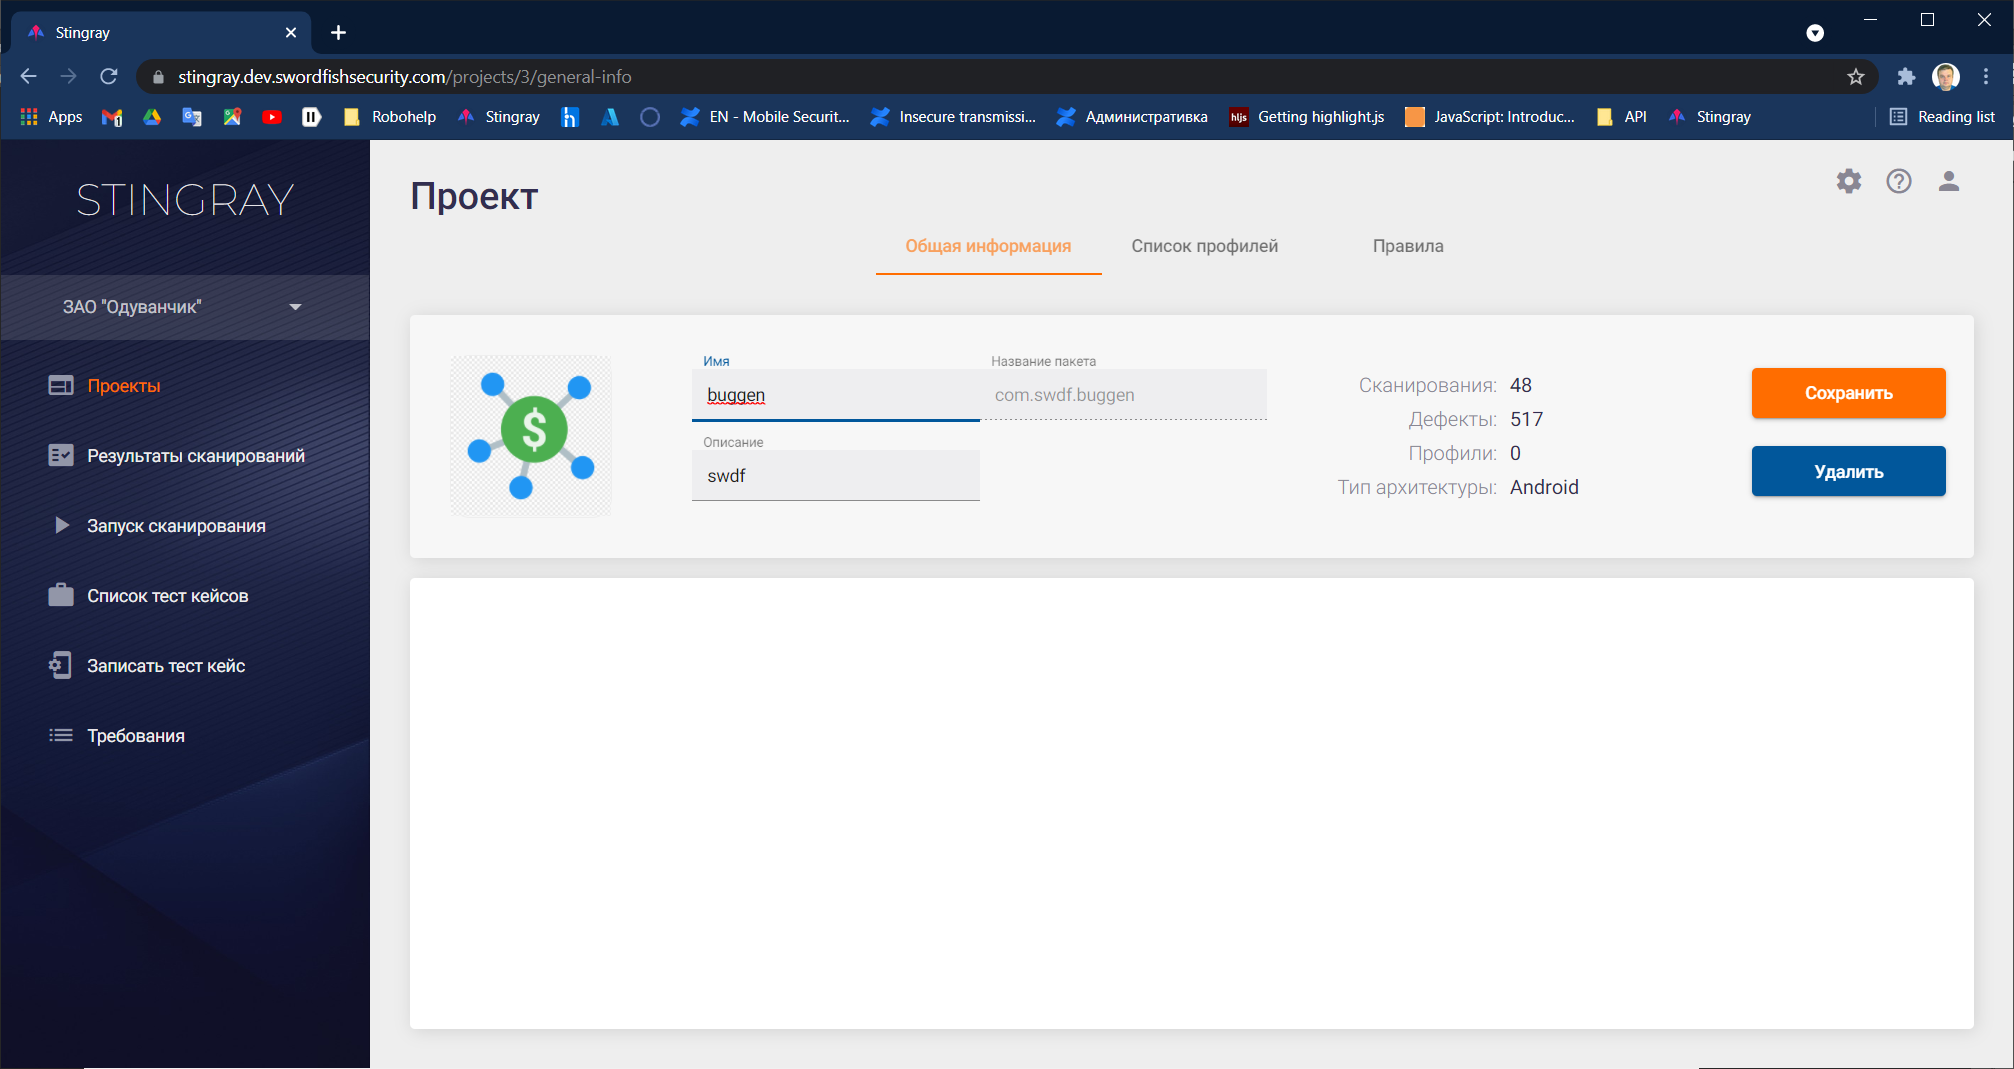 Stingray
stingray.dev.swordfishsecurity.com/projects/3/general-info
Apps
Robohelp
Stingray
EN - Mobile Securit...
Insecure transmissi...
Административка
hljs
Getting highlight.js
JavaScript: Introduc...
API
Stingray
Reading list
STINGRAY
ЗАО "Одуванчик"
Проекты
Результаты сканирований
Запуск сканирования
Список тест кейсов
Записать тест кейс
Требования
Проект
Общая информация
Список профилей
Правила
Имя
buggen
Название пакета
com.swdf.buggen
Описание
swdf
Сканирования: 48
Дефекты: 517
Профили: 0
Тип архитектуры: Android
Сохранить
Удалить